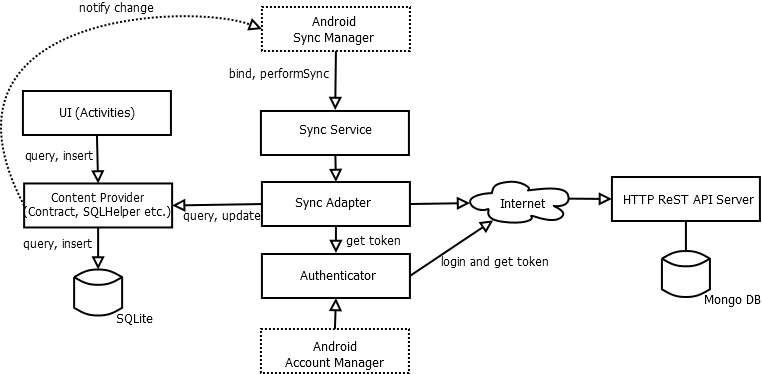 notify change
Android
Sync Manager
bind, performSync
UI (Activities)
Sync Service
query, insert
Content Provider
(Contract, SQLHelper etc.)
query, update
Sync Adapter
Internet
HTTP ReST API Server
query, insert
get token
Authenticator
login and get token
SQLite
Mongo DB
Android
Account Manager